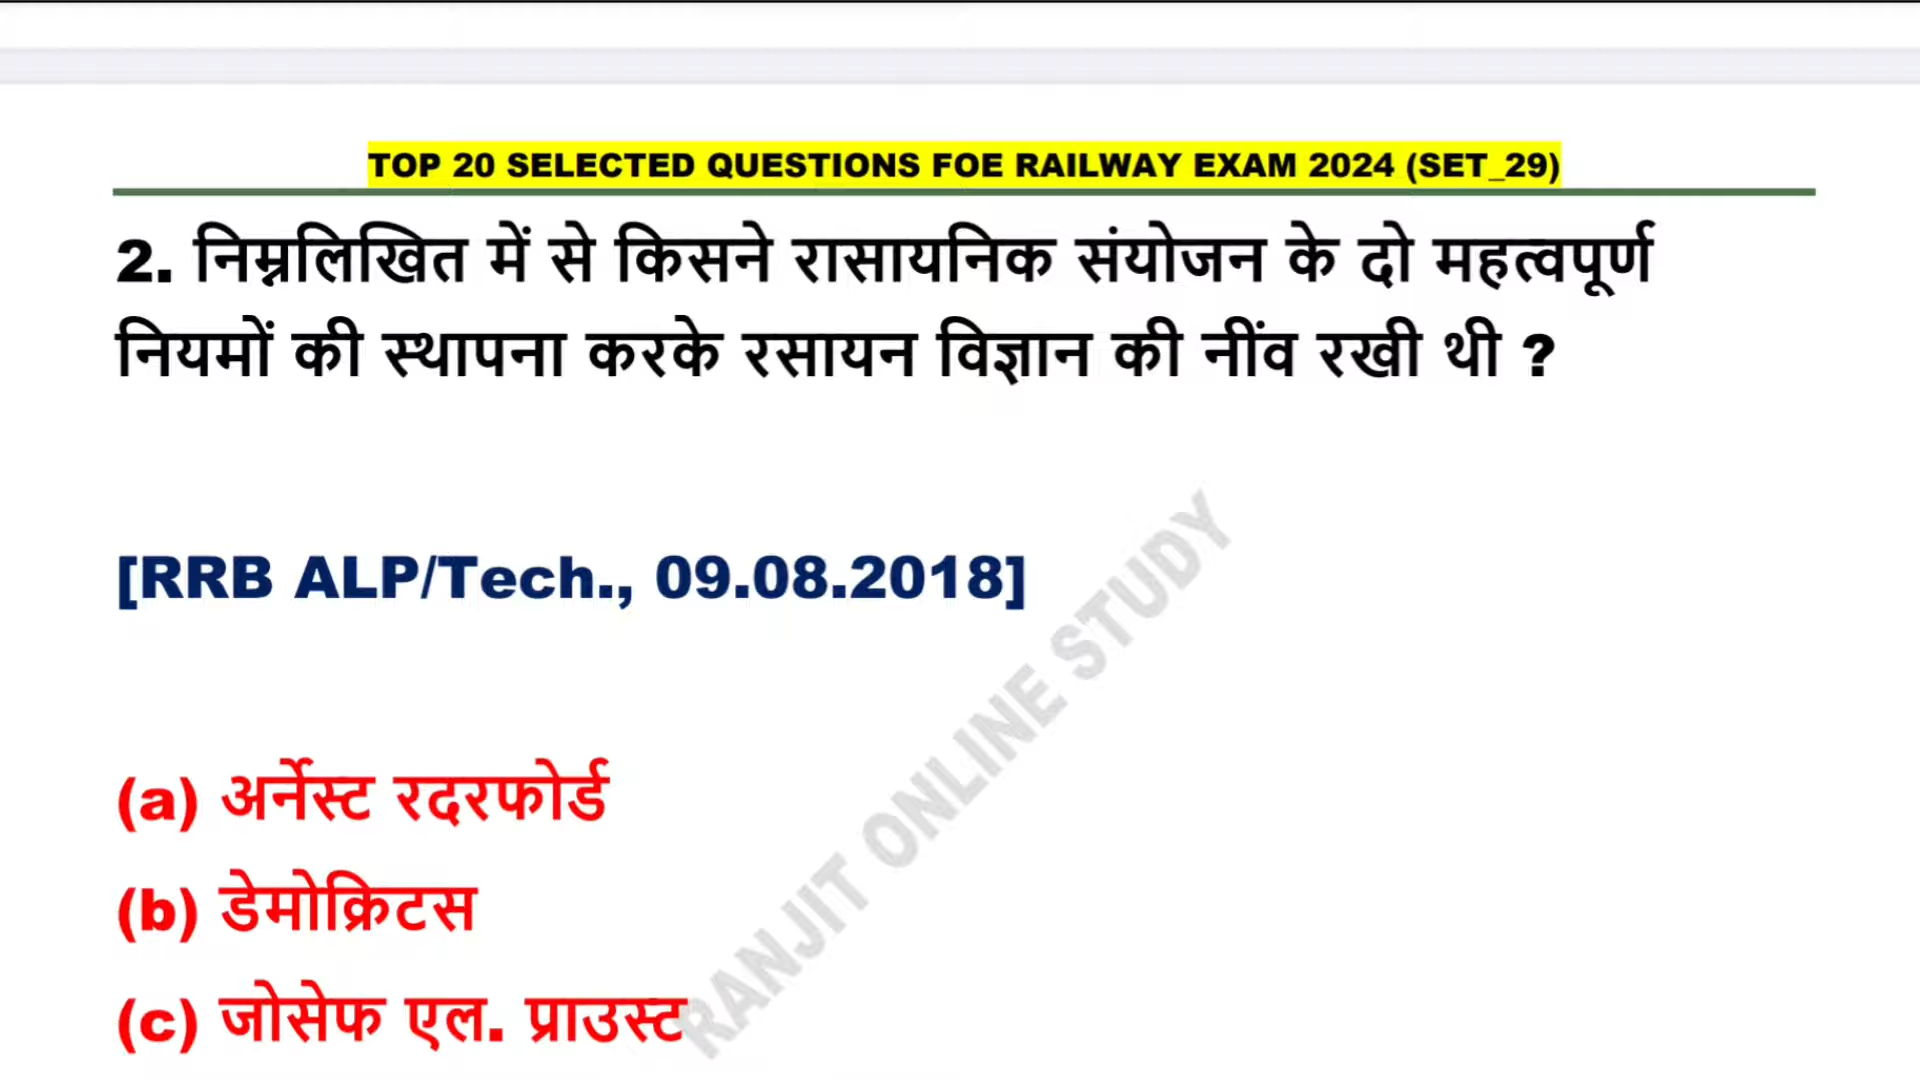 TOP 20 SELECTED QUESTIONS FOE RAILWAY EXAM 2024 (SET_29)
2. निम्नलिखित में से किसने रासायनिक संयोजन के दो महत्वपूर्ण
नियमों की स्थापना करके रसायन विज्ञान की नींव रखी थी ?
[RRB ALP/Tech., 09.08.2018]
(a) अर्नेस्ट रदरफोर्ड
(b) डेमोक्रिटस
(c) जोसेफ एल. प्राउस्ट
RANJIT ONLINE STUDY